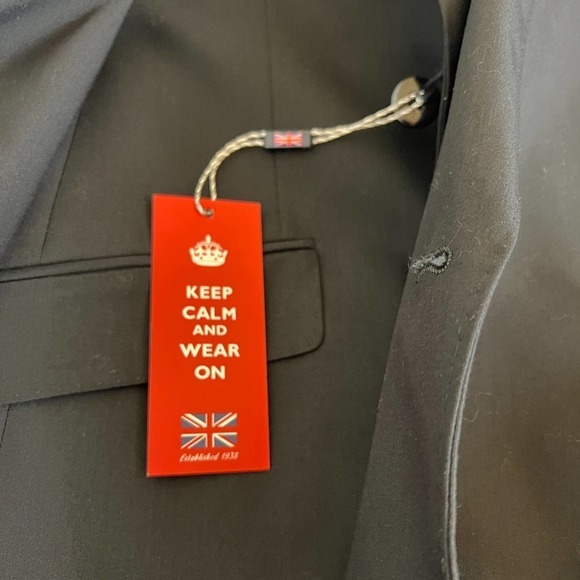 KEEP
CALM
AND
WEAR
ON
Established 1938